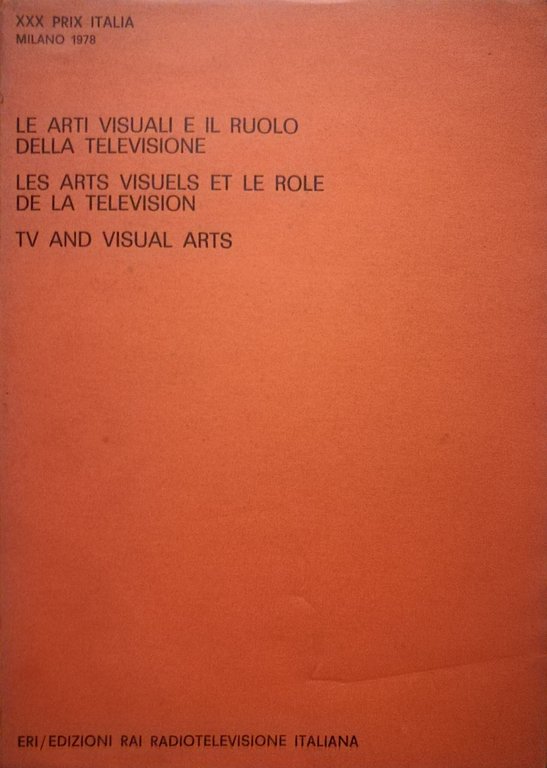 XXX PRIX ITALIA
MILANO 1978
LE ARTI VISUALI E IL RUOLO
DELLA TELEVISIONE
LES ARTS VISUELS ET LE ROLE
DE LA TELEVISION
TV AND VISUAL ARTS
ERI/EDIZIONI RAI RADIOTELEVISIONE ITALIANA